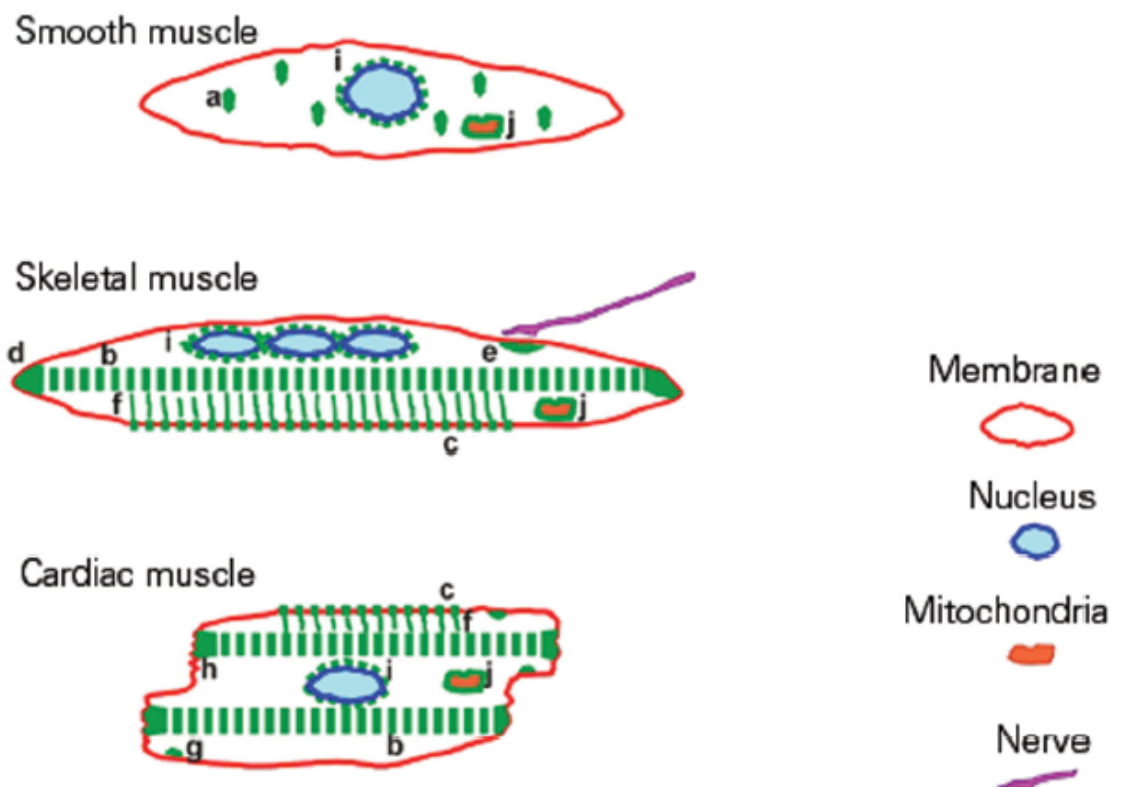 Smooth muscle
i
a
j
Skeletal muscle
d
b
i
e
f
j
c
Membrane
Nucleus
Cardiac muscle
c
f
Mitochondria
h
i
j
g
b
Nerve